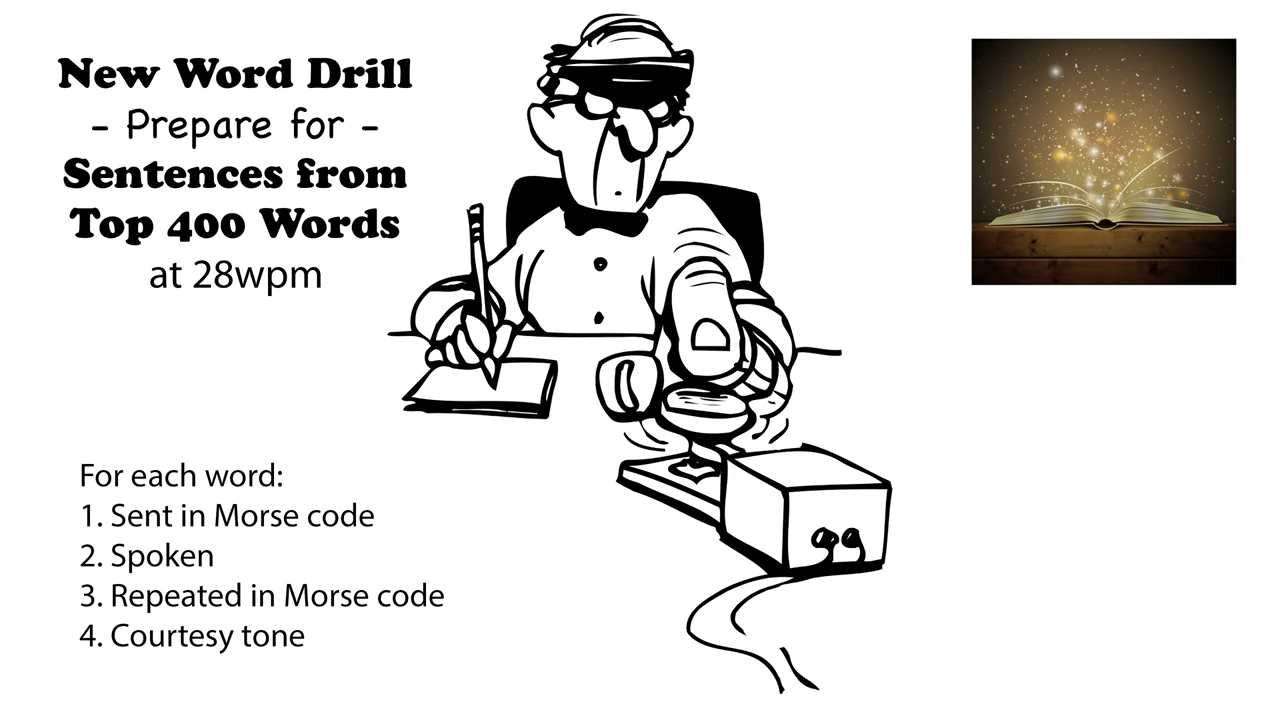 New Word Drill
- Prepare for -
Sentences from
Top 400 Words
at 28wpm
For each word:
1. Sent in Morse code
2. Spoken
3. Repeated in Morse code
4. Courtesy tone